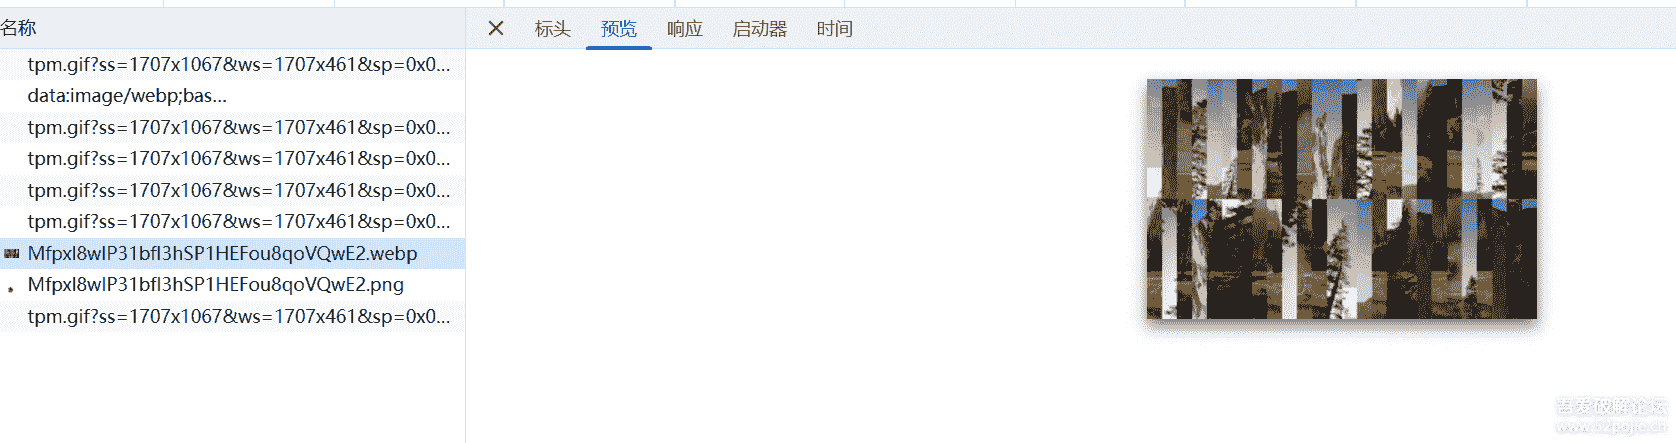 名称
标头 预览 响应 启动器 时间
tpm.gif?ss=1707x1067&ws=1707x461&sp=0x0...
data:image/webp;bas...
tpm.gif?ss=1707x1067&ws=1707x461&sp=0x0...
tpm.gif?ss=1707x1067&ws=1707x461&sp=0x0...
tpm.gif?ss=1707x1067&ws=1707x461&sp=0x0...
tpm.gif?ss=1707x1067&ws=1707x461&sp=0x0...
Mfpxl8wlP31bfl3hSP1HEFou8qoVQwE2.webp
Mfpxl8wlP31bfl3hSP1HEFou8qoVQwE2.png
tpm.gif?ss=1707x1067&ws=1707x461&sp=0x0...
吾爱破解论坛
www.52pojie.cn